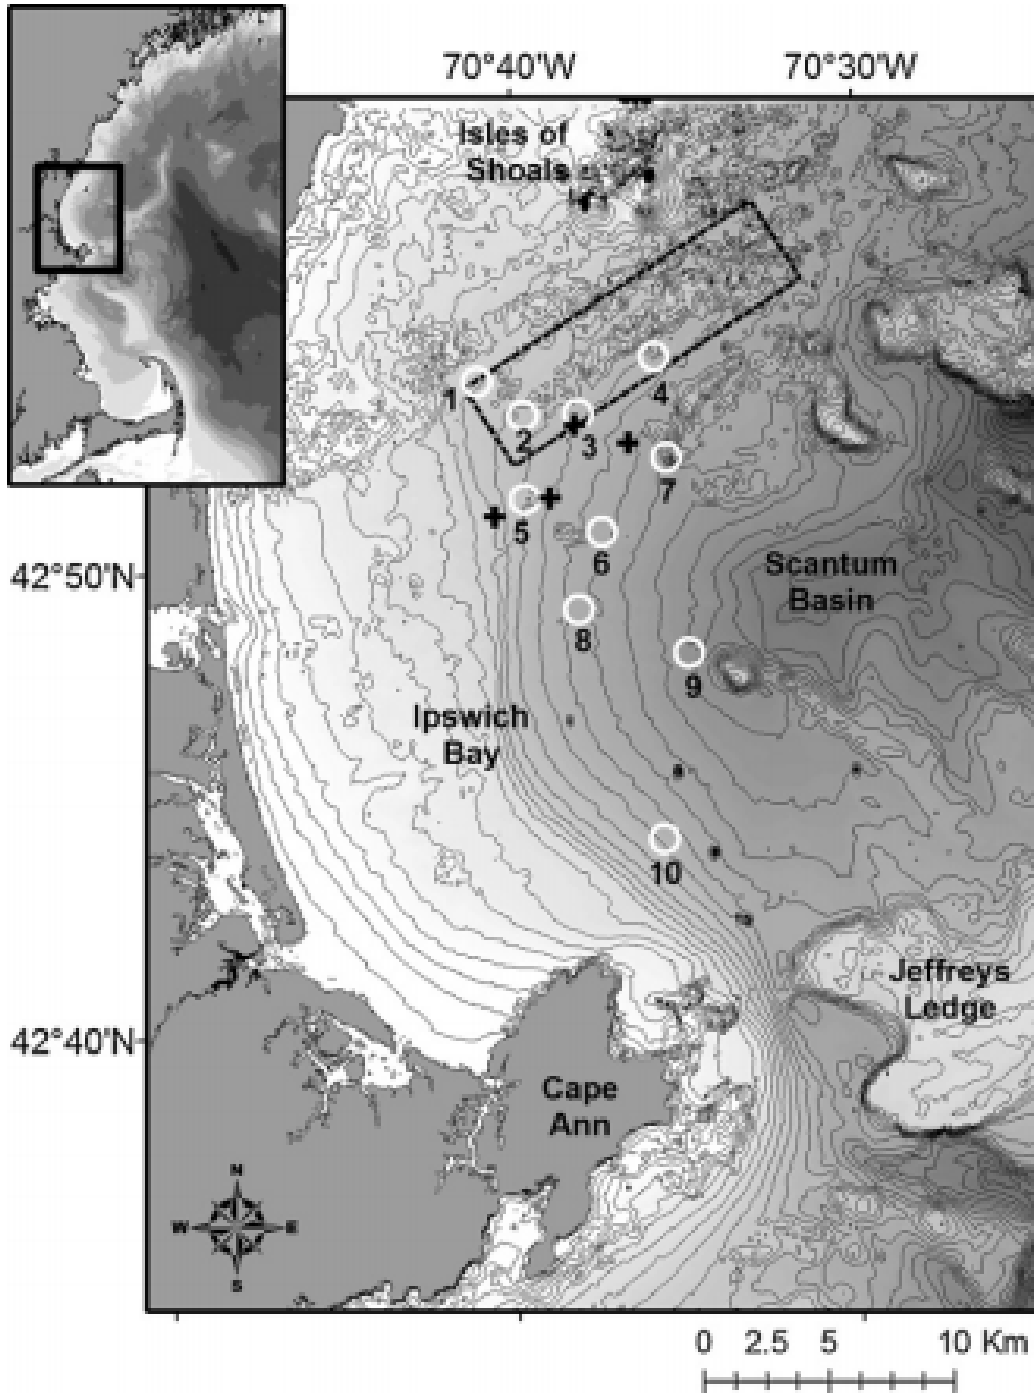 70°40'W
70°30'W
Isles of
Shoals
1
2
3
4
5
6
7
8
9
10
42°50'N
Scantum
Basin
Ipswich
Bay
Jeffreys
Ledge
42°40'N
Cape
Ann
N
W
E
S
0 2.5 5 10 Km